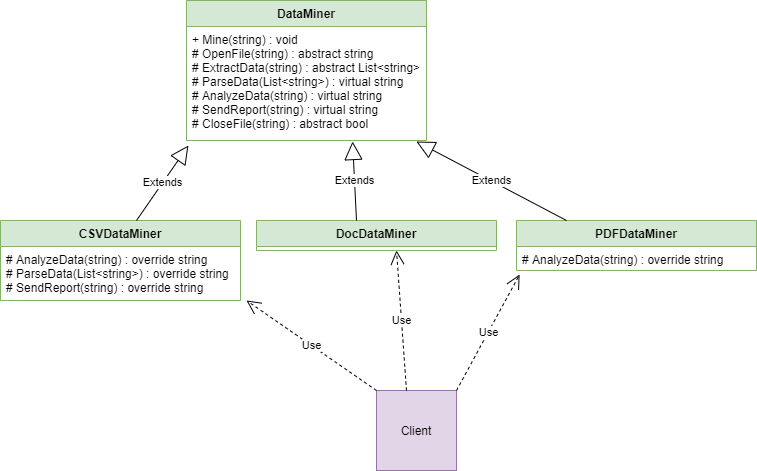 DataMiner
+ Mine(string) : void
# OpenFile(string) : abstract string
# ExtractData(string) : abstract List<string>
# ParseData(List<string>) : virtual string
# AnalyzeData(string) : virtual string
# SendReport(string) : virtual string
# CloseFile(string) : abstract bool
Extends
Extends
Extends
CSVDataMiner
# AnalyzeData(string) : override string
# ParseData(List<string>) : override string
# SendReport(string) : override string
DocDataMiner
PDFDataMiner
# AnalyzeData(string) : override string
Use
Use
Use
Client